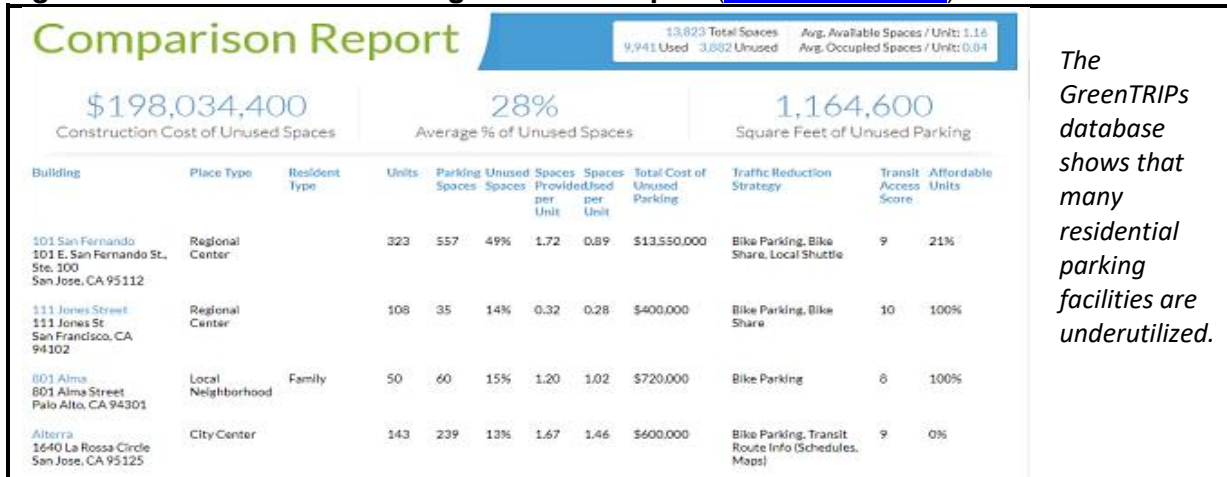 Comparison Report
13,823 Total Spaces Avg. Available Spaces / Unit: 1.16
9,941 Used 3,882 Unused Avg. Occupied Spaces / Unit: 0.84
$198,034,400 28% 1,164,600
Construction Cost of Unused Spaces Average % of Unused Spaces Square Feet of Unused Parking
Building Place Type Resident Units Parking Unused Spaces Spaces Total Cost of Traffic Reduction Transit Affordable
Type Spaces Spaces Provided Used Unused Strategy Access Units
per per Parking Score
Unit Unit
101 San Fernando Regional 323 557 49% 1.72 0.89 $13,550,000 Bike Parking, Bike 9 21%
101 E. San Fernando St., Center Share, Local Shuttle
Ste. 100
San Jose, CA 95112
111 Jones Street Regional 108 35 14% 0.32 0.28 $400,000 Bike Parking, Bike 10 100%
111 Jones St Center Share
San Francisco, CA
94102
801 Alma Local Family 50 60 15% 1.20 1.02 $720,000 Bike Parking 8 100%
801 Alma Street Neighborhood
Palo Alto, CA 94301
Alterra City Center 143 239 13% 1.67 1.46 $600,000 Bike Parking, Transit 9 0%
1640 La Rossa Circle Route Info (Schedules,
San Jose, CA 95125 Maps)
The
GreenTRIPs
database
shows that
many
residential
parking
facilities are
underutilized.